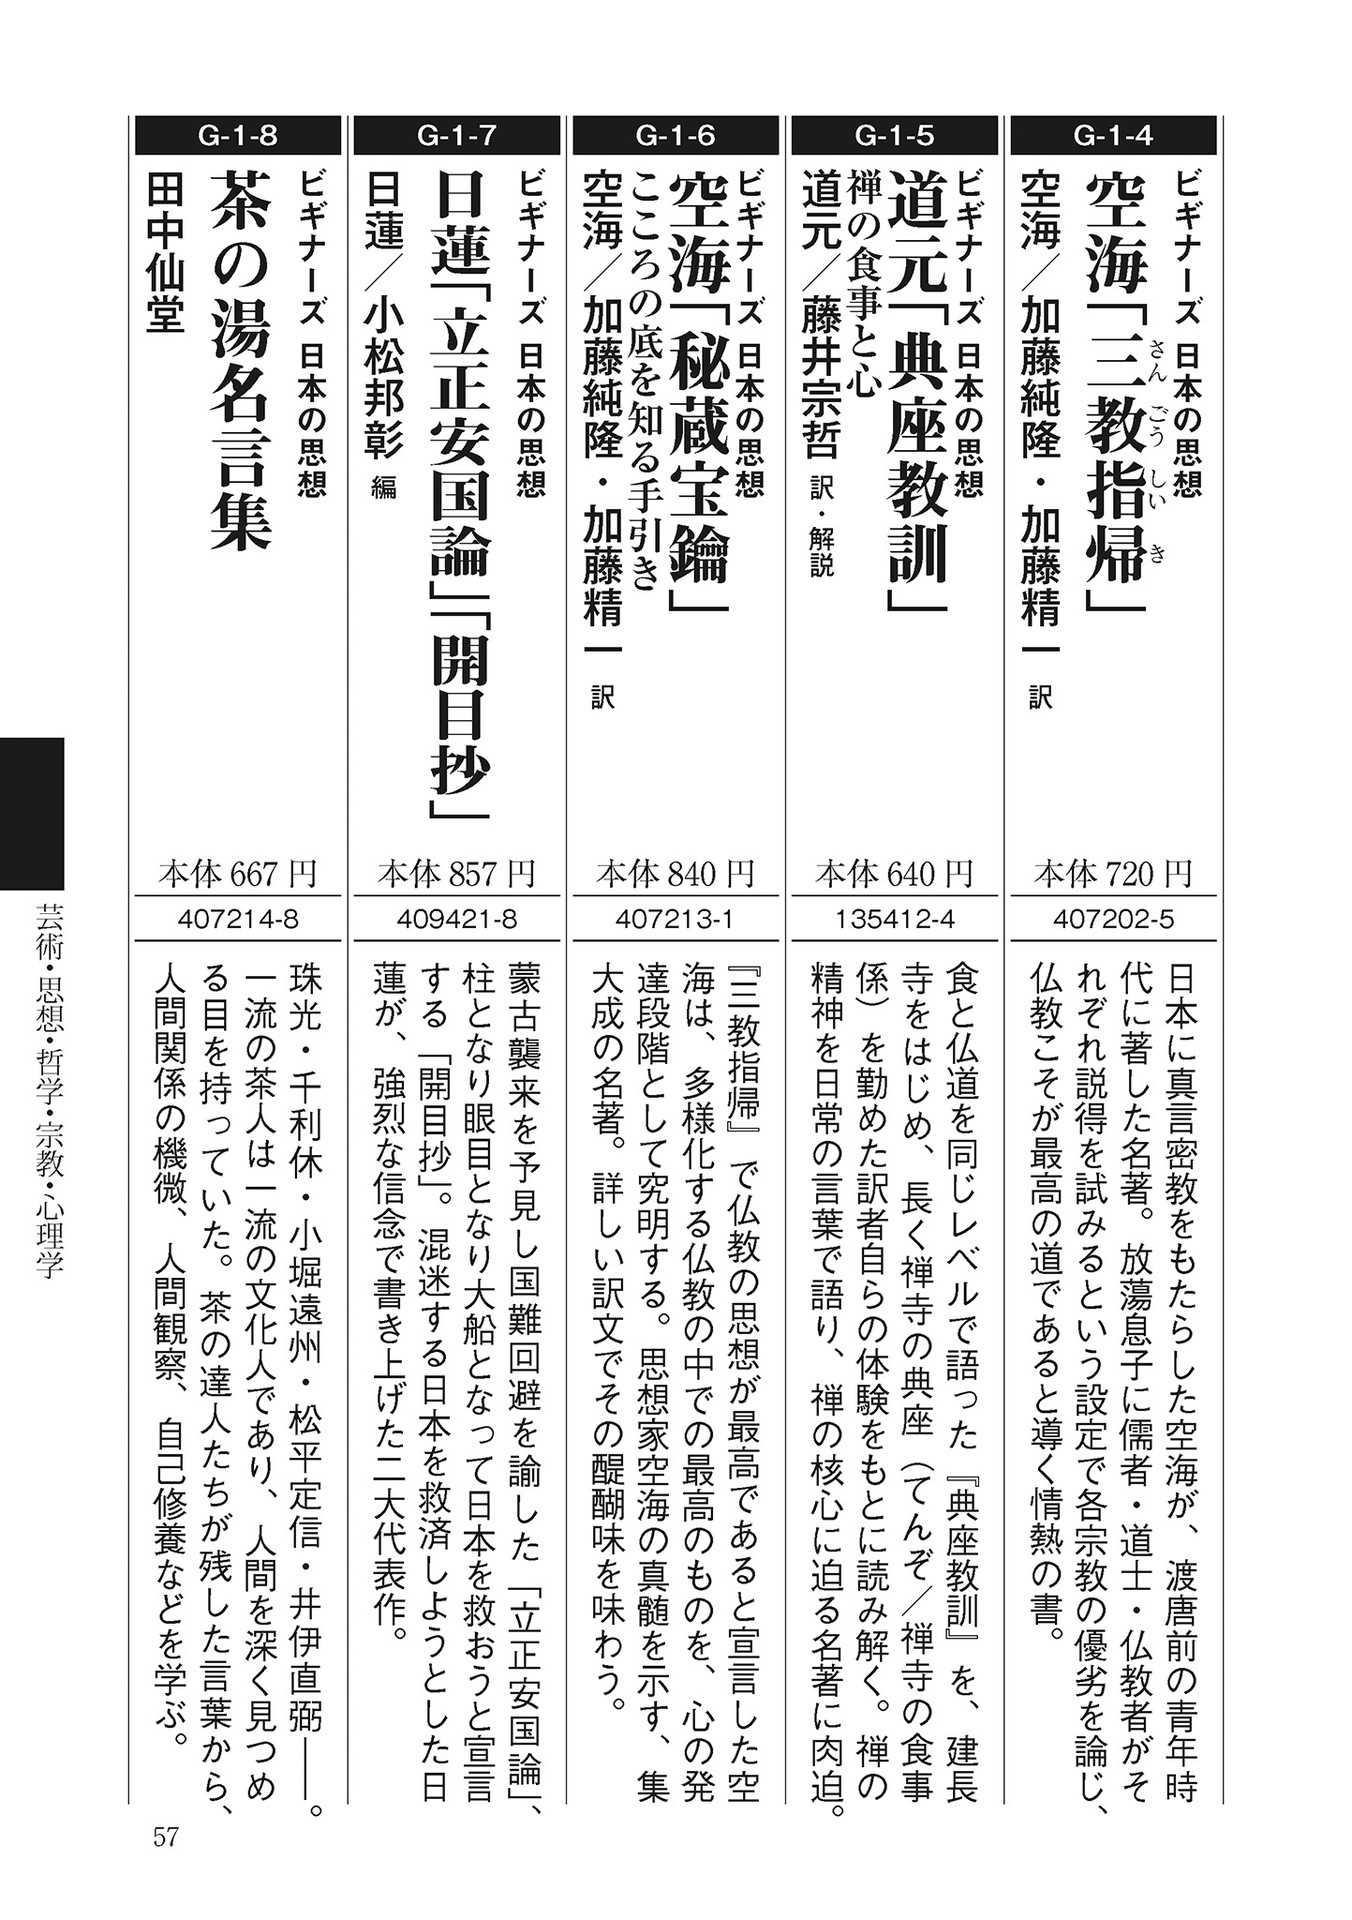 G-1-4
ビギナーズ 日本の思想
空海「三教指帰」
さんごうしいき
空海／加藤純隆・加藤精一 訳
本体720円
407202-5
日本に真言密教をもたらした空海が、渡唐前の青年時
代に著した名著。放蕩息子に儒者・道士・仏教者がそ
れぞれ説得を試みるという設定で各宗教の優劣を論じ、
仏教こそが最高の道であると導く情熱の書。
G-1-5
ビギナーズ 日本の思想
道元「典座教訓」
禅の食事と心
道元／藤井宗哲 訳・解説
本体640円
135412-4
食と仏道を同じレベルで語った『典座教訓』を、建長
寺をはじめ、長く禅寺の典座（てんぞ／禅寺の食事
係）を勤めた訳者自らの体験をもとに読み解く。禅の
精神を日常の言葉で語り、禅の核心に迫る名著に肉迫。
G-1-6
ビギナーズ 日本の思想
空海「秘蔵宝鑰」
こころの底を知る手引き
空海／加藤純隆・加藤精一 訳
本体840円
407213-1
『三教指帰』で仏教の思想が最高であると宣言した空
海は、多様化する仏教の中での最高のものを、心の発
達段階として究明する。思想家空海の真髄を示す、集
大成の名著。詳しい訳文でその醍醐味を味わう。
G-1-7
ビギナーズ 日本の思想
日蓮「立正安国論」「開目抄」
日蓮／小松邦彰 編
本体857円
409421-8
蒙古襲来を予見し国難回避を諭した「立正安国論」、
柱となり眼目となり大船となって日本を救おうと宣言
する「開目抄」。混迷する日本を救済しようとした日
蓮が、強烈な信念で書き上げた二大代表作。
G-1-8
ビギナーズ 日本の思想
茶の湯名言集
田中仙堂
本体667円
407214-8
珠光・千利休・小堀遠州・松平定信・井伊直弼――。
一流の茶人は一流の文化人であり、人間を深く見つめ
る目を持っていた。茶の達人たちが残した言葉から、
人間関係の機微、人間観察、自己修養などを学ぶ。
芸術・思想・哲学・宗教・心理学
57